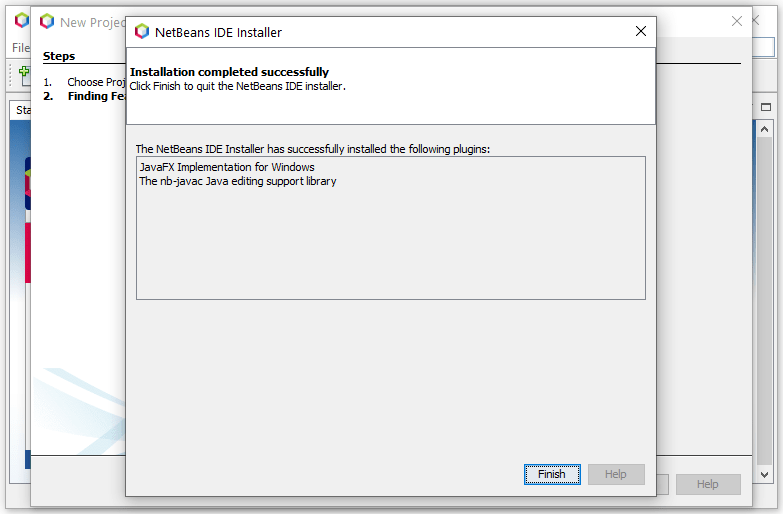 New Projec
File
Steps
1. Choose Proj
2. Finding Fea
Sta
NetBeans IDE Installer
Installation completed successfully
Click Finish to quit the NetBeans IDE installer.
The NetBeans IDE Installer has successfully installed the following plugins:
JavaFX Implementation for Windows
The nb-javac Java editing support library
Finish
Help
Help